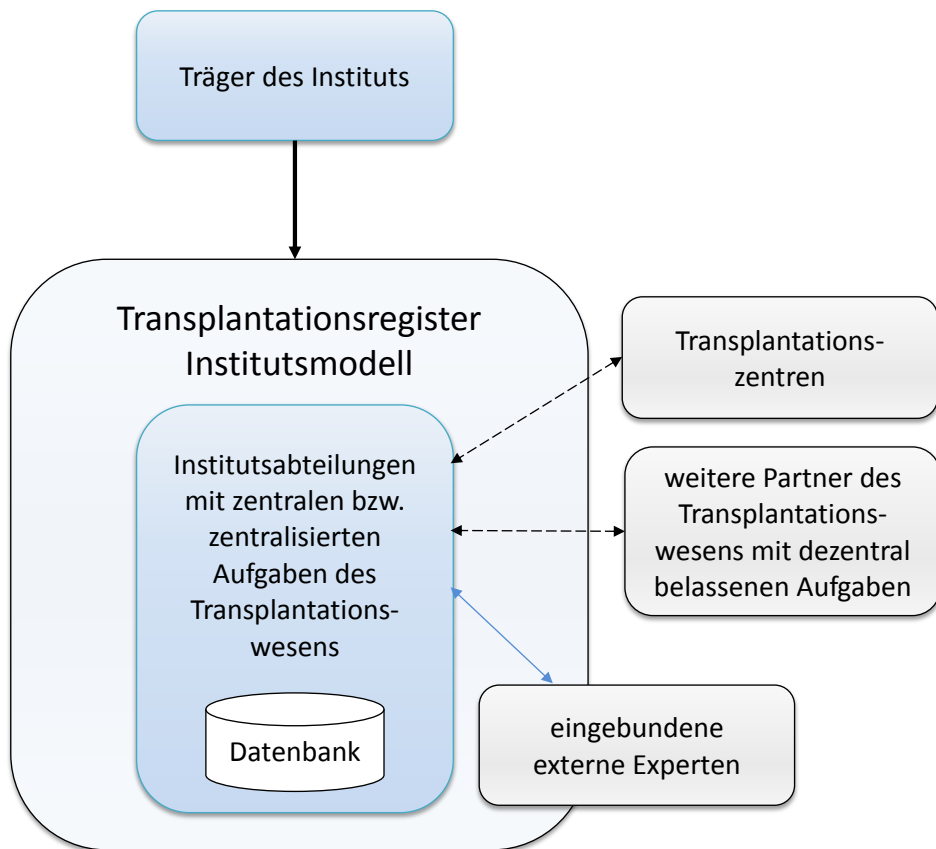 Träger des Instituts
Transplantationsregister
Institutsmodell
Institutsabteilungen
mit zentralen bzw.
zentralisierten
Aufgaben des
Transplantations-
wesens
Datenbank
Transplantations-
zentren
weitere Partner des
Transplantations-
wesens mit dezentral
belassenen Aufgaben
eingebundene
externe Experten